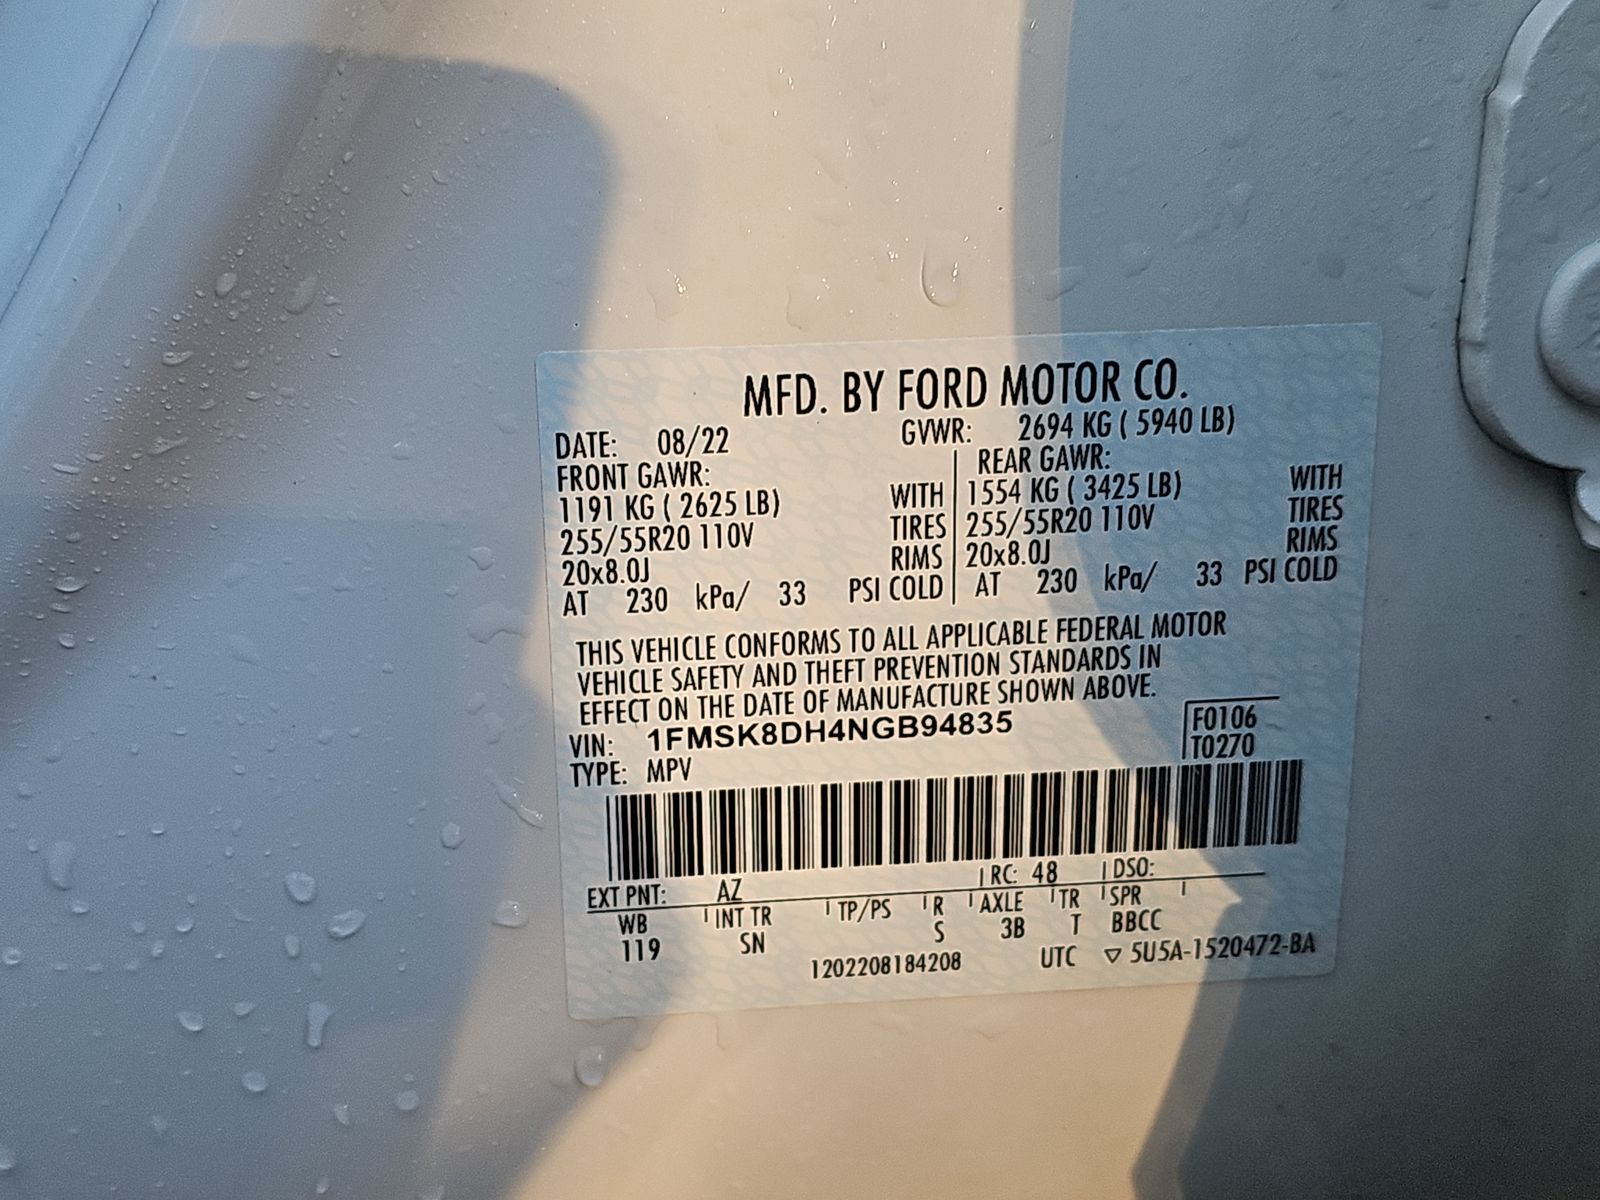 MFD. BY FORD MOTOR CO.
DATE: 08/22 GVWR: 2694 KG ( 5940 LB)
FRONT GAWR: REAR GAWR:
1191 KG ( 2625 LB) WITH 1554 KG ( 3425 LB) WITH
255/55R20 110V TIRES 255/55R20 110V TIRES
20x8.0J RIMS 20x8.0J RIMS
AT 230 kPa/ 33 PSI COLD AT 230 kPa/ 33 PSI COLD
THIS VEHICLE CONFORMS TO ALL APPLICABLE FEDERAL MOTOR
VEHICLE SAFETY AND THEFT PREVENTION STANDARDS IN
EFFECT ON THE DATE OF MANUFACTURE SHOWN ABOVE.
VIN: 1FMSK8DH4NGB94835 F0106
TYPE: MPV T0270
EXT PNT: AZ RC: 48 DSO:
WB INT TR TP/PS R AXLE TR SPR
119 SN S 3B T BBCC
1202208184208 UTC ▽ 5U5A-1520472-BA